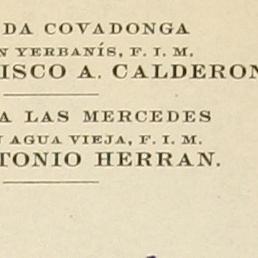 DA COVADONGA
N YERBANÍS, F. I. M.
ISCO A. CALDERON
A LAS MERCEDES
AGUA VIEJA, F. I. M.
TONIO HERRAN.